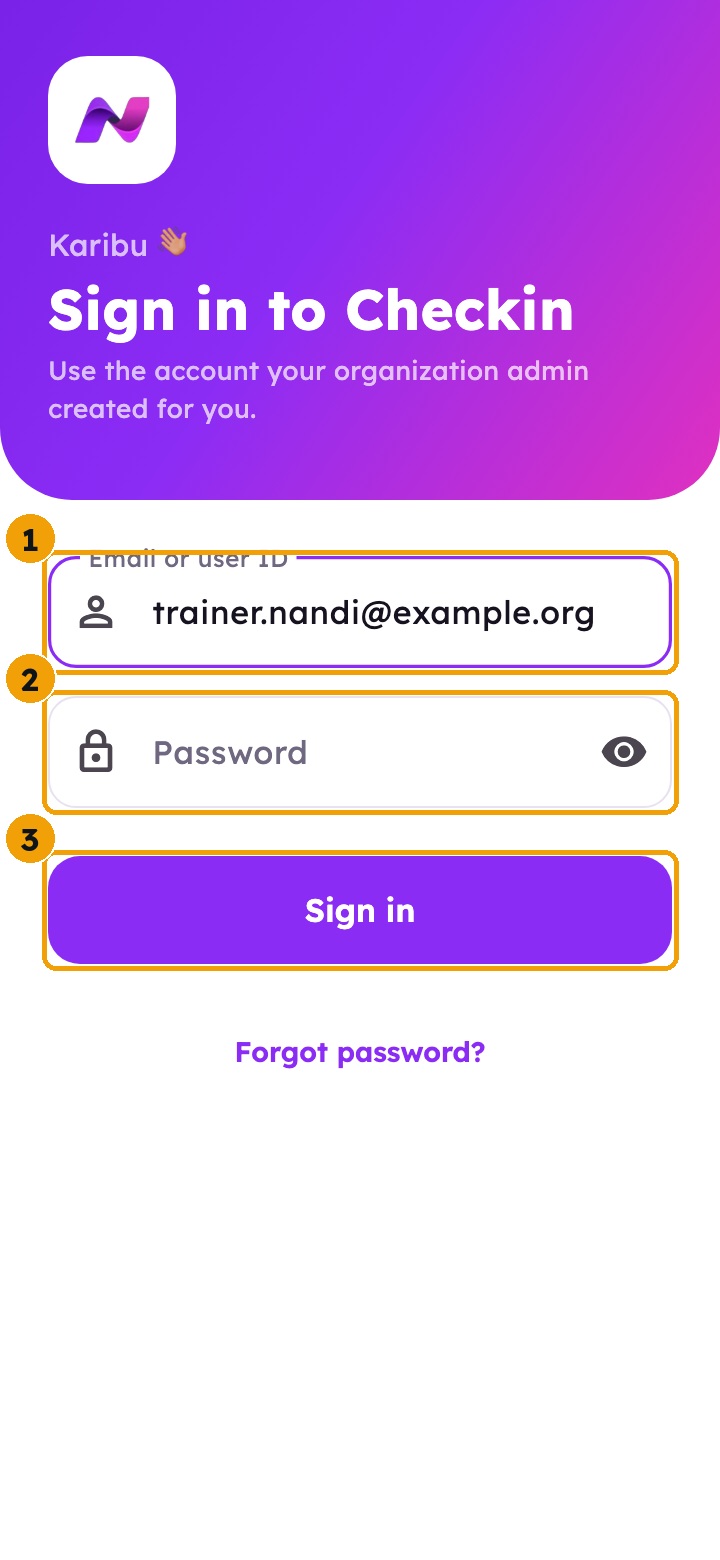 Karibu 👋🏽
Sign in to Checkin
Use the account your organization admin
created for you.
1
Email or user ID
trainer.nandi@example.org
2
Password
3
Sign in
Forgot password?